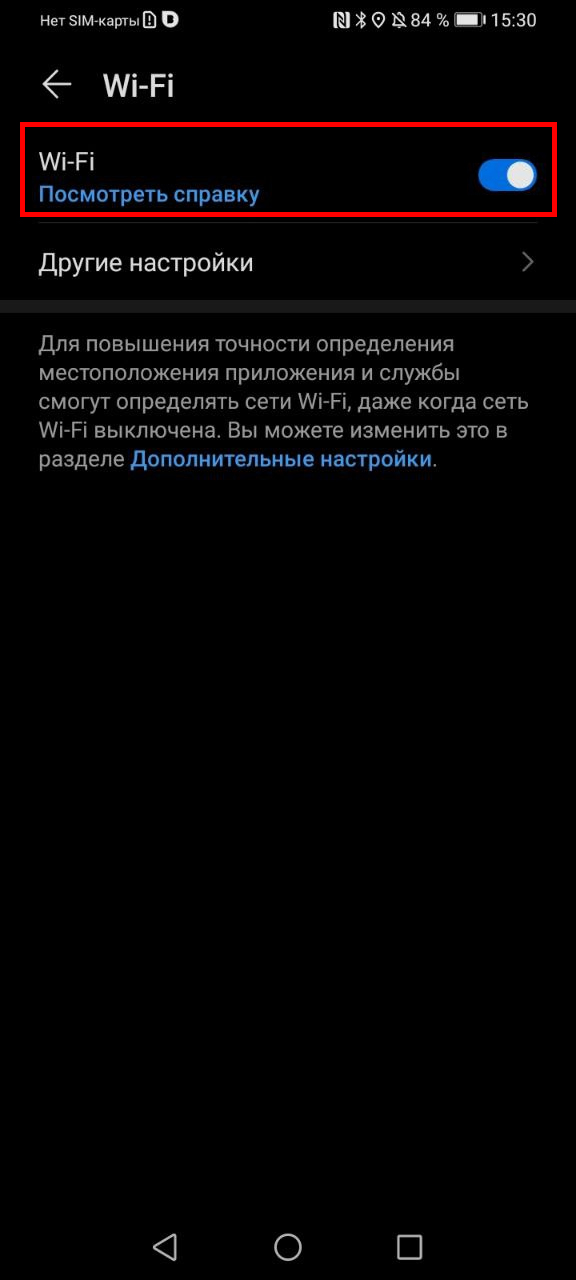 Нет SIM-карты 84 % 15:30
Wi-Fi
Wi-Fi
Посмотреть справку
Другие настройки
Для повышения точности определения
местоположения приложения и службы
смогут определять сети Wi-Fi, даже когда сеть
Wi-Fi выключена. Вы можете изменить это в
разделе Дополнительные настройки.